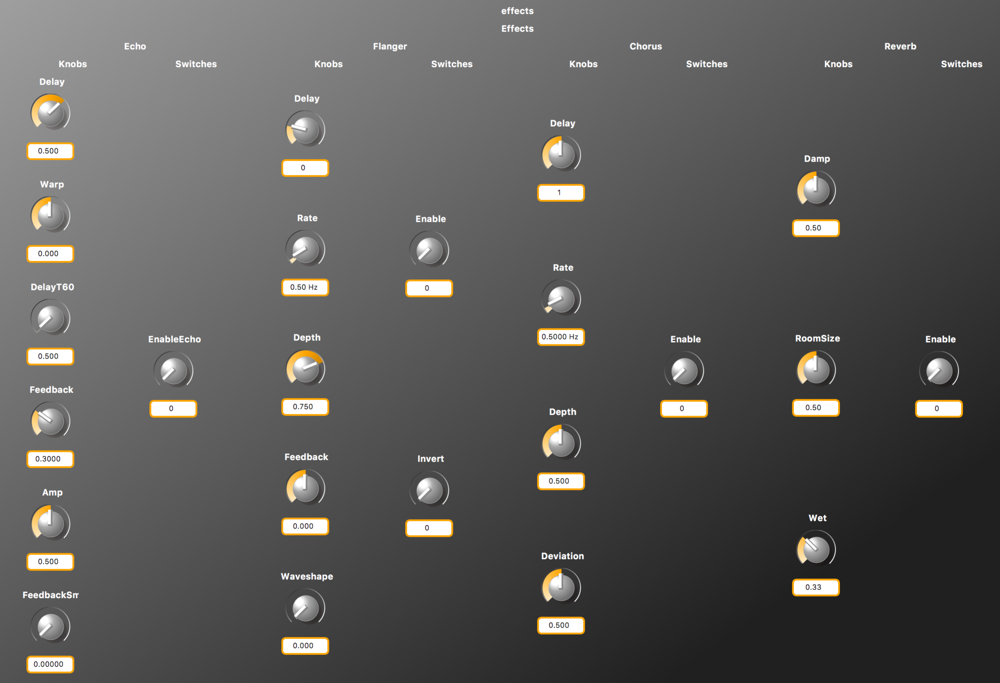 effects
Effects
Echo
Flanger
Chorus
Reverb
Knobs
Switches
Knobs
Switches
Knobs
Switches
Knobs
Switches
Delay
0.500
Warp
0.000
DelayT60
0.500
Feedback
0.3000
Amp
0.500
FeedbackSm
0.00000
EnableEcho
0
Delay
0
Rate
0.50 Hz
Depth
0.750
Feedback
0.000
Waveshape
0.000
Enable
0
Invert
0
Delay
1
Rate
0.5000 Hz
Depth
0.500
Deviation
0.500
Enable
0
Damp
0.50
RoomSize
0.50
Wet
0.33
Enable
0